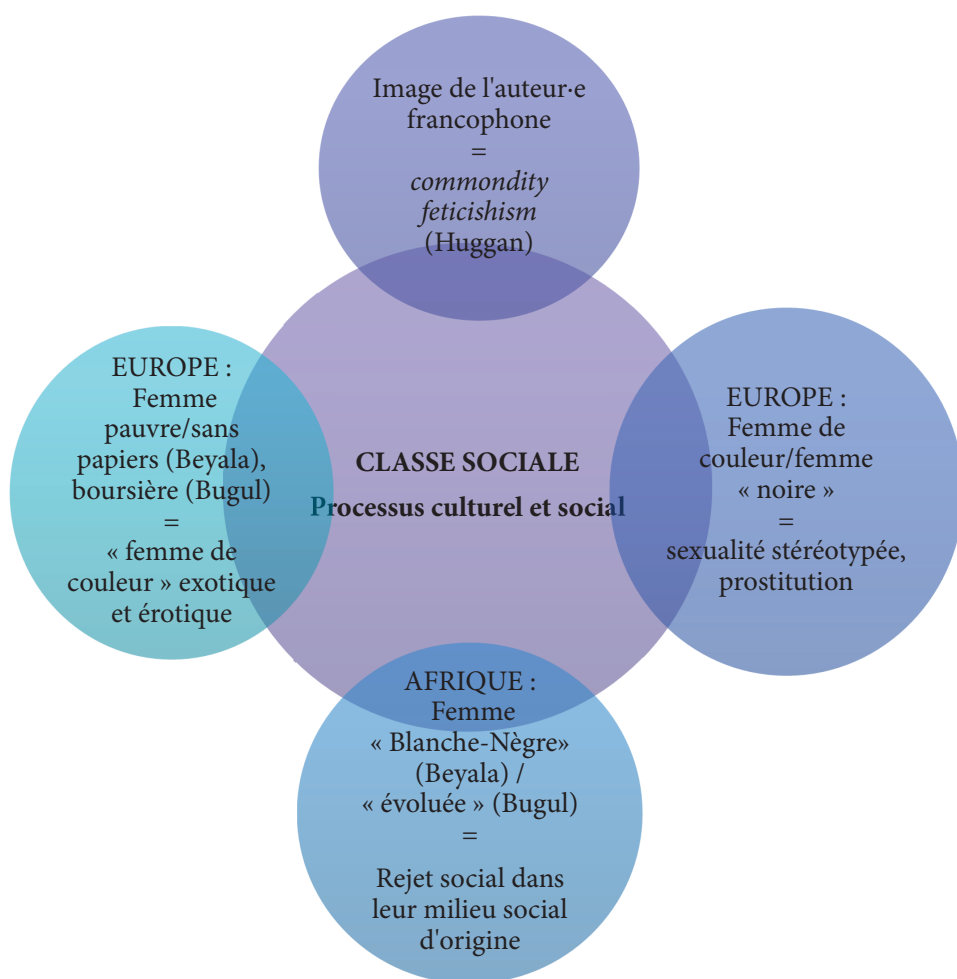 Image de l'auteur·e
francophone
=
commondity
feticishism
(Huggan)
EUROPE :
Femme
pauvre/sans
papiers (Beyala),
boursière (Bugul)
=
« femme de
couleur » exotique
et érotique
CLASSE SOCIALE
Processus culturel et social
EUROPE :
Femme de
couleur/femme
« noire »
=
sexualité stéréotypée,
prostitution
AFRIQUE :
Femme
« Blanche-Nègre»
(Beyala) /
« évoluée » (Bugul)
=
Rejet social dans
leur milieu social
d'origine